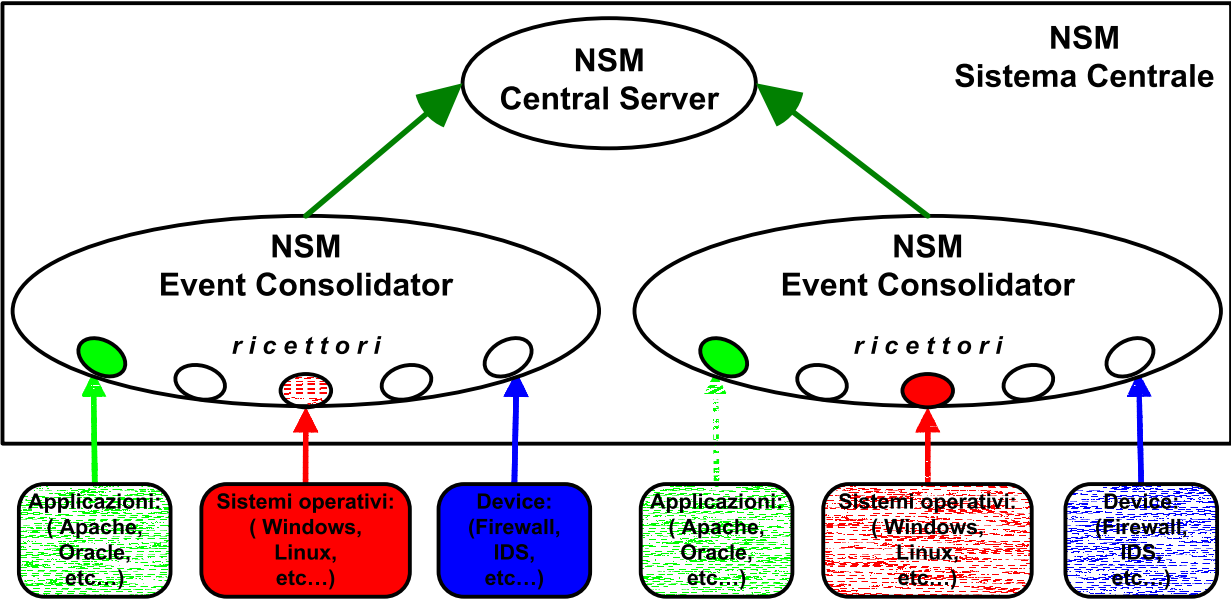 NSM
Central Server
NSM
Sistema Centrale
NSM
Event Consolidator
ricettori
NSM
Event Consolidator
ricettori
Applicazioni:
( Apache,
Oracle,
etc…)
Sistemi operativi:
( Windows,
Linux,
etc…)
Device:
(Firewall,
IDS,
etc…)
Applicazioni:
( Apache,
Oracle,
etc…)
Sistemi operativi:
( Windows,
Linux,
etc…)
Device:
(Firewall,
IDS,
etc…)